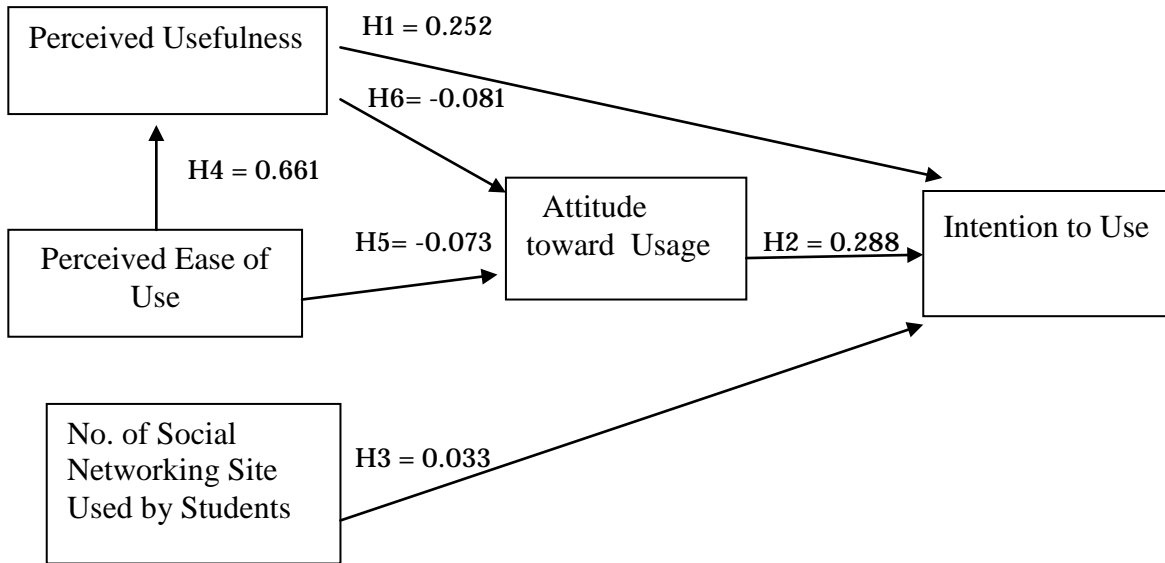 H1 = 0.252
Perceived Usefulness
H6= -0.081
H4 = 0.661
Attitude
toward Usage
Intention to Use
H5= -0.073
H2 = 0.288
Perceived Ease of
Use
No. of Social
Networking Site
Used by Students
H3 = 0.033